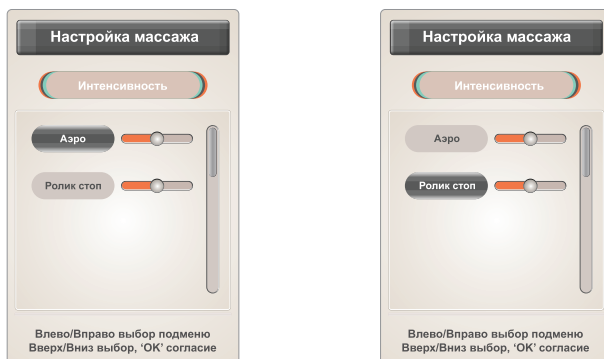 Настройка массажа
Интенсивность
Аэро
Ролик стоп
Влево/Вправо выбор подменю
Вверх/Вниз выбор, ‘OK’ согласие
Настройка массажа
Интенсивность
Аэро
Ролик стоп
Влево/Вправо выбор подменю
Вверх/Вниз выбор, ‘OK’ согласие